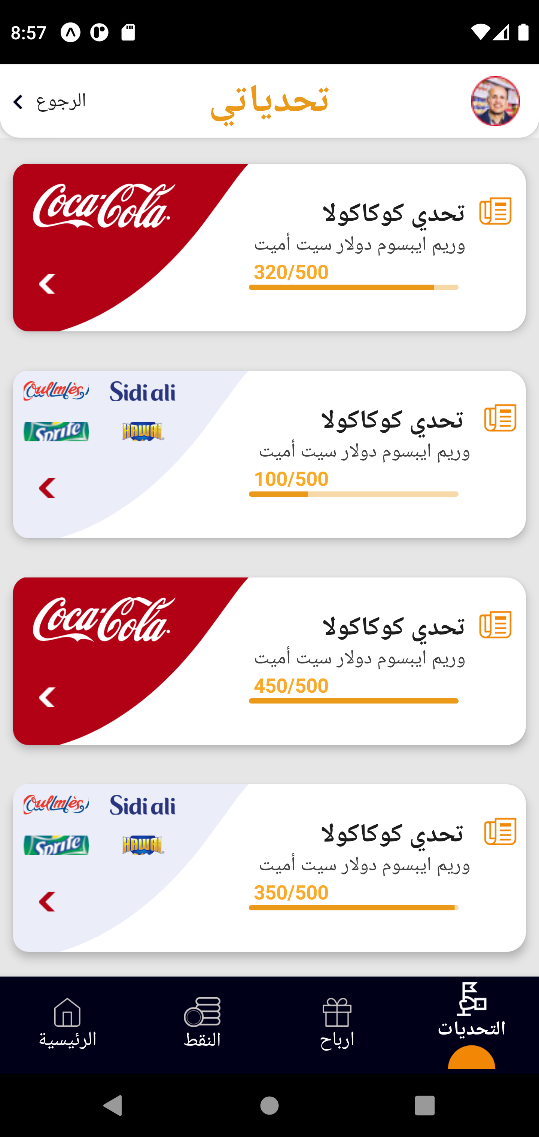 8:57
تحدياتي
الرجوع
Coca-Cola
تحدي كوكاكولا
وريم ايبسوم دولار سيت أميت
320/500
Oulmès
Sidi ali
Sprite
HAWAI
تحدي كوكاكولا
وريم ايبسوم دولار سيت أميت
100/500
Coca-Cola
تحدي كوكاكولا
وريم ايبسوم دولار سيت أميت
450/500
Oulmès
Sidi ali
Sprite
HAWAI
تحدي كوكاكولا
وريم ايبسوم دولار سيت أميت
350/500
التحديات
ارباح
النقط
الرئيسية